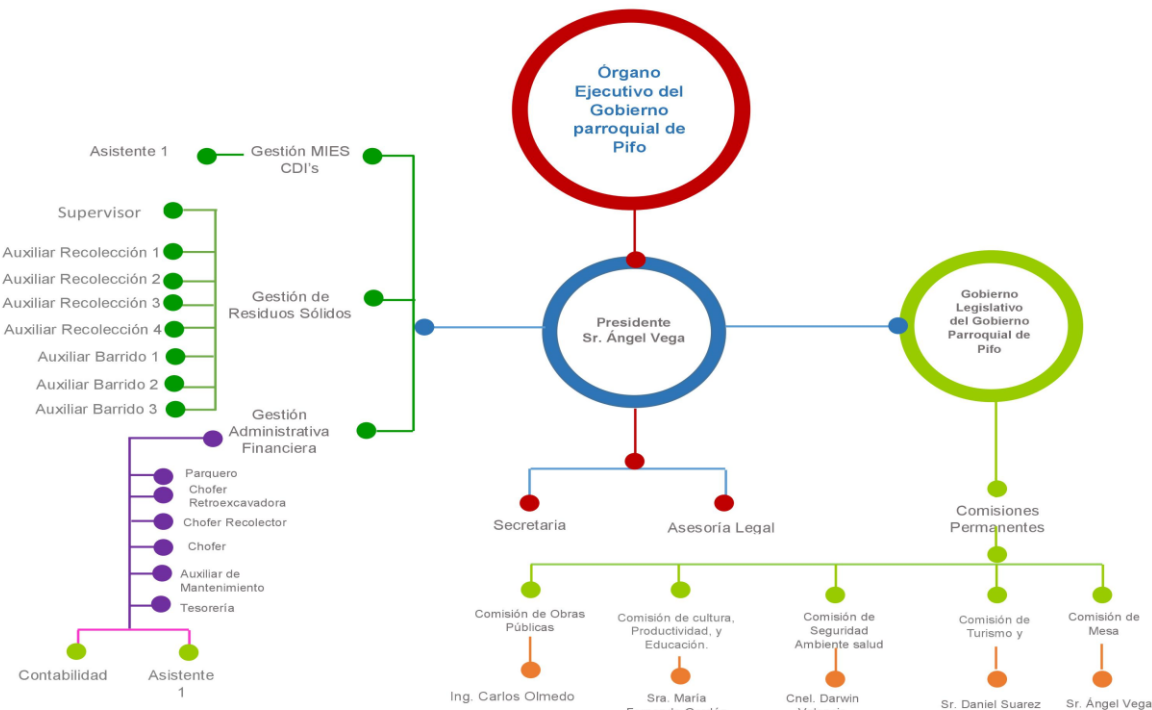 Órgano
Ejecutivo del
Gobierno
parroquial de
Pifo
Asistente 1
Gestión MIES
CDI's
Supervisor
Auxiliar Recolección 1
Auxiliar Recolección 2
Auxiliar Recolección 3
Auxiliar Recolección 4
Auxiliar Barrido 1
Auxiliar Barrido 2
Auxiliar Barrido 3
Gestión de
Residuos Sólidos
Gestión
Administrativa
Financiera
Presidente
Sr. Ángel Vega
Gobierno
Legislativo
del Gobierno
Parroquial de
Pifo
Parquero
Chofer
Retroexcavadora
Chofer Recolector
Chofer
Auxiliar de
Mantenimiento
Tesorería
Contabilidad
Asistente
1
Secretaria
Asesoría Legal
Comisiones
Permanentes
Comisión de Obras
Públicas
Comisión de cultura,
Productividad, y
Educación.
Comisión de
Seguridad
Ambiente salud
Comisión de
Turismo y
Comisión de
Mesa
Ing. Carlos Olmedo
Sra. María
Cnel. Darwin
Sr. Daniel Suarez
Sr. Ángel Vega